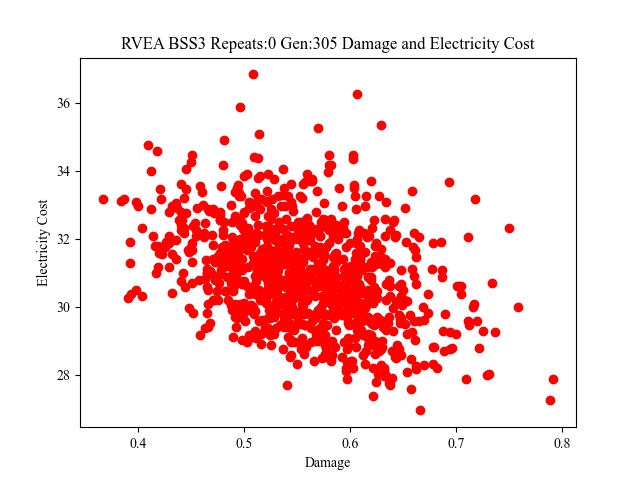 RVEA BSS3 Repeats:0 Gen:305 Damage and Electricity Cost
36
34
32
30
28
Electricity Cost
0.4 0.5 0.6 0.7 0.8
Damage